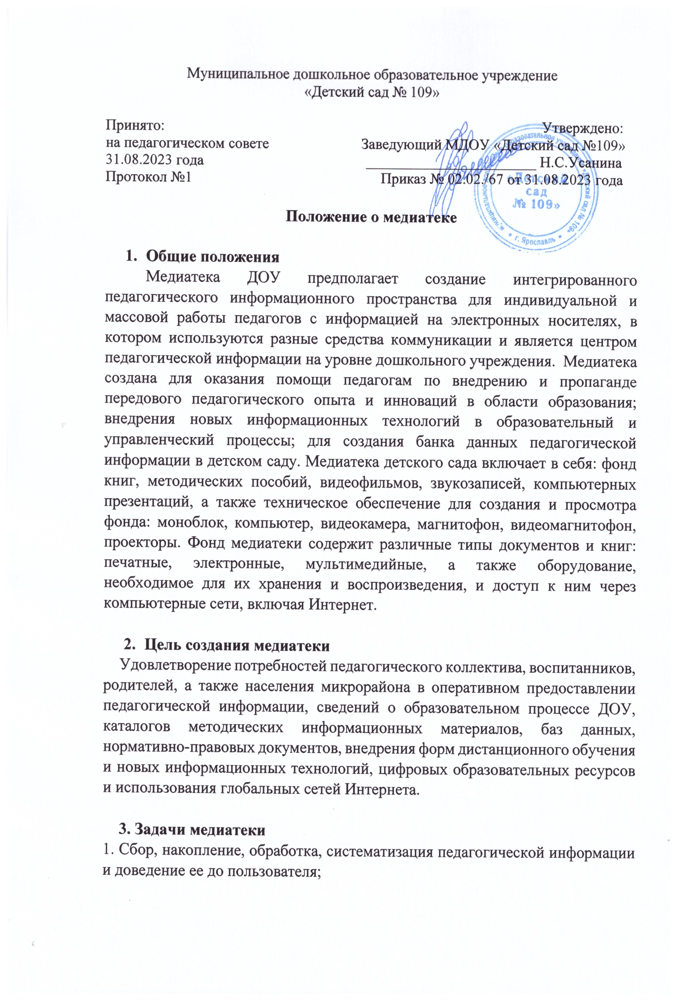 Муниципальное дошкольное образовательное учреждение
«Детский сад № 109»
Принято:
на педагогическом совете
31.08.2023 года
Протокол №1
Утверждено:
Заведующий МДОУ «Детский сад №109»
____________________ Н.С.Усанина
Приказ № 02.02./67 от 31.08.2023 года
муниципальное дошкольное образовательное учреждение «Детский сад № 109»
* г. Ярославль *
«Детский
сад
№ 109»
Положение о медиатеке
1. Общие положения
Медиатека ДОУ предполагает создание интегрированного
педагогического информационного пространства для индивидуальной и
массовой работы педагогов с информацией на электронных носителях, в
котором используются разные средства коммуникации и является центром
педагогической информации на уровне дошкольного учреждения. Медиатека
создана для оказания помощи педагогам по внедрению и пропаганде
передового педагогического опыта и инноваций в области образования;
внедрения новых информационных технологий в образовательный и
управленческий процессы; для создания банка данных педагогической
информации в детском саду. Медиатека детского сада включает в себя: фонд
книг, методических пособий, видеофильмов, звукозаписей, компьютерных
презентаций, а также техническое обеспечение для создания и просмотра
фонда: моноблок, компьютер, видеокамера, магнитофон, видеомагнитофон,
проекторы. Фонд медиатеки содержит различные типы документов и книг:
печатные, электронные, мультимедийные, а также оборудование,
необходимое для их хранения и воспроизведения, и доступ к ним через
компьютерные сети, включая Интернет.
2. Цель создания медиатеки
Удовлетворение потребностей педагогического коллектива, воспитанников,
родителей, а также населения микрорайона в оперативном предоставлении
педагогической информации, сведений о образовательном процессе ДОУ,
каталогов методических информационных материалов, баз данных,
нормативно-правовых документов, внедрения форм дистанционного обучения
и новых информационных технологий, цифровых образовательных ресурсов
и использования глобальных сетей Интернета.
3. Задачи медиатеки
1. Сбор, накопление, обработка, систематизация педагогической информации
и доведение ее до пользователя;